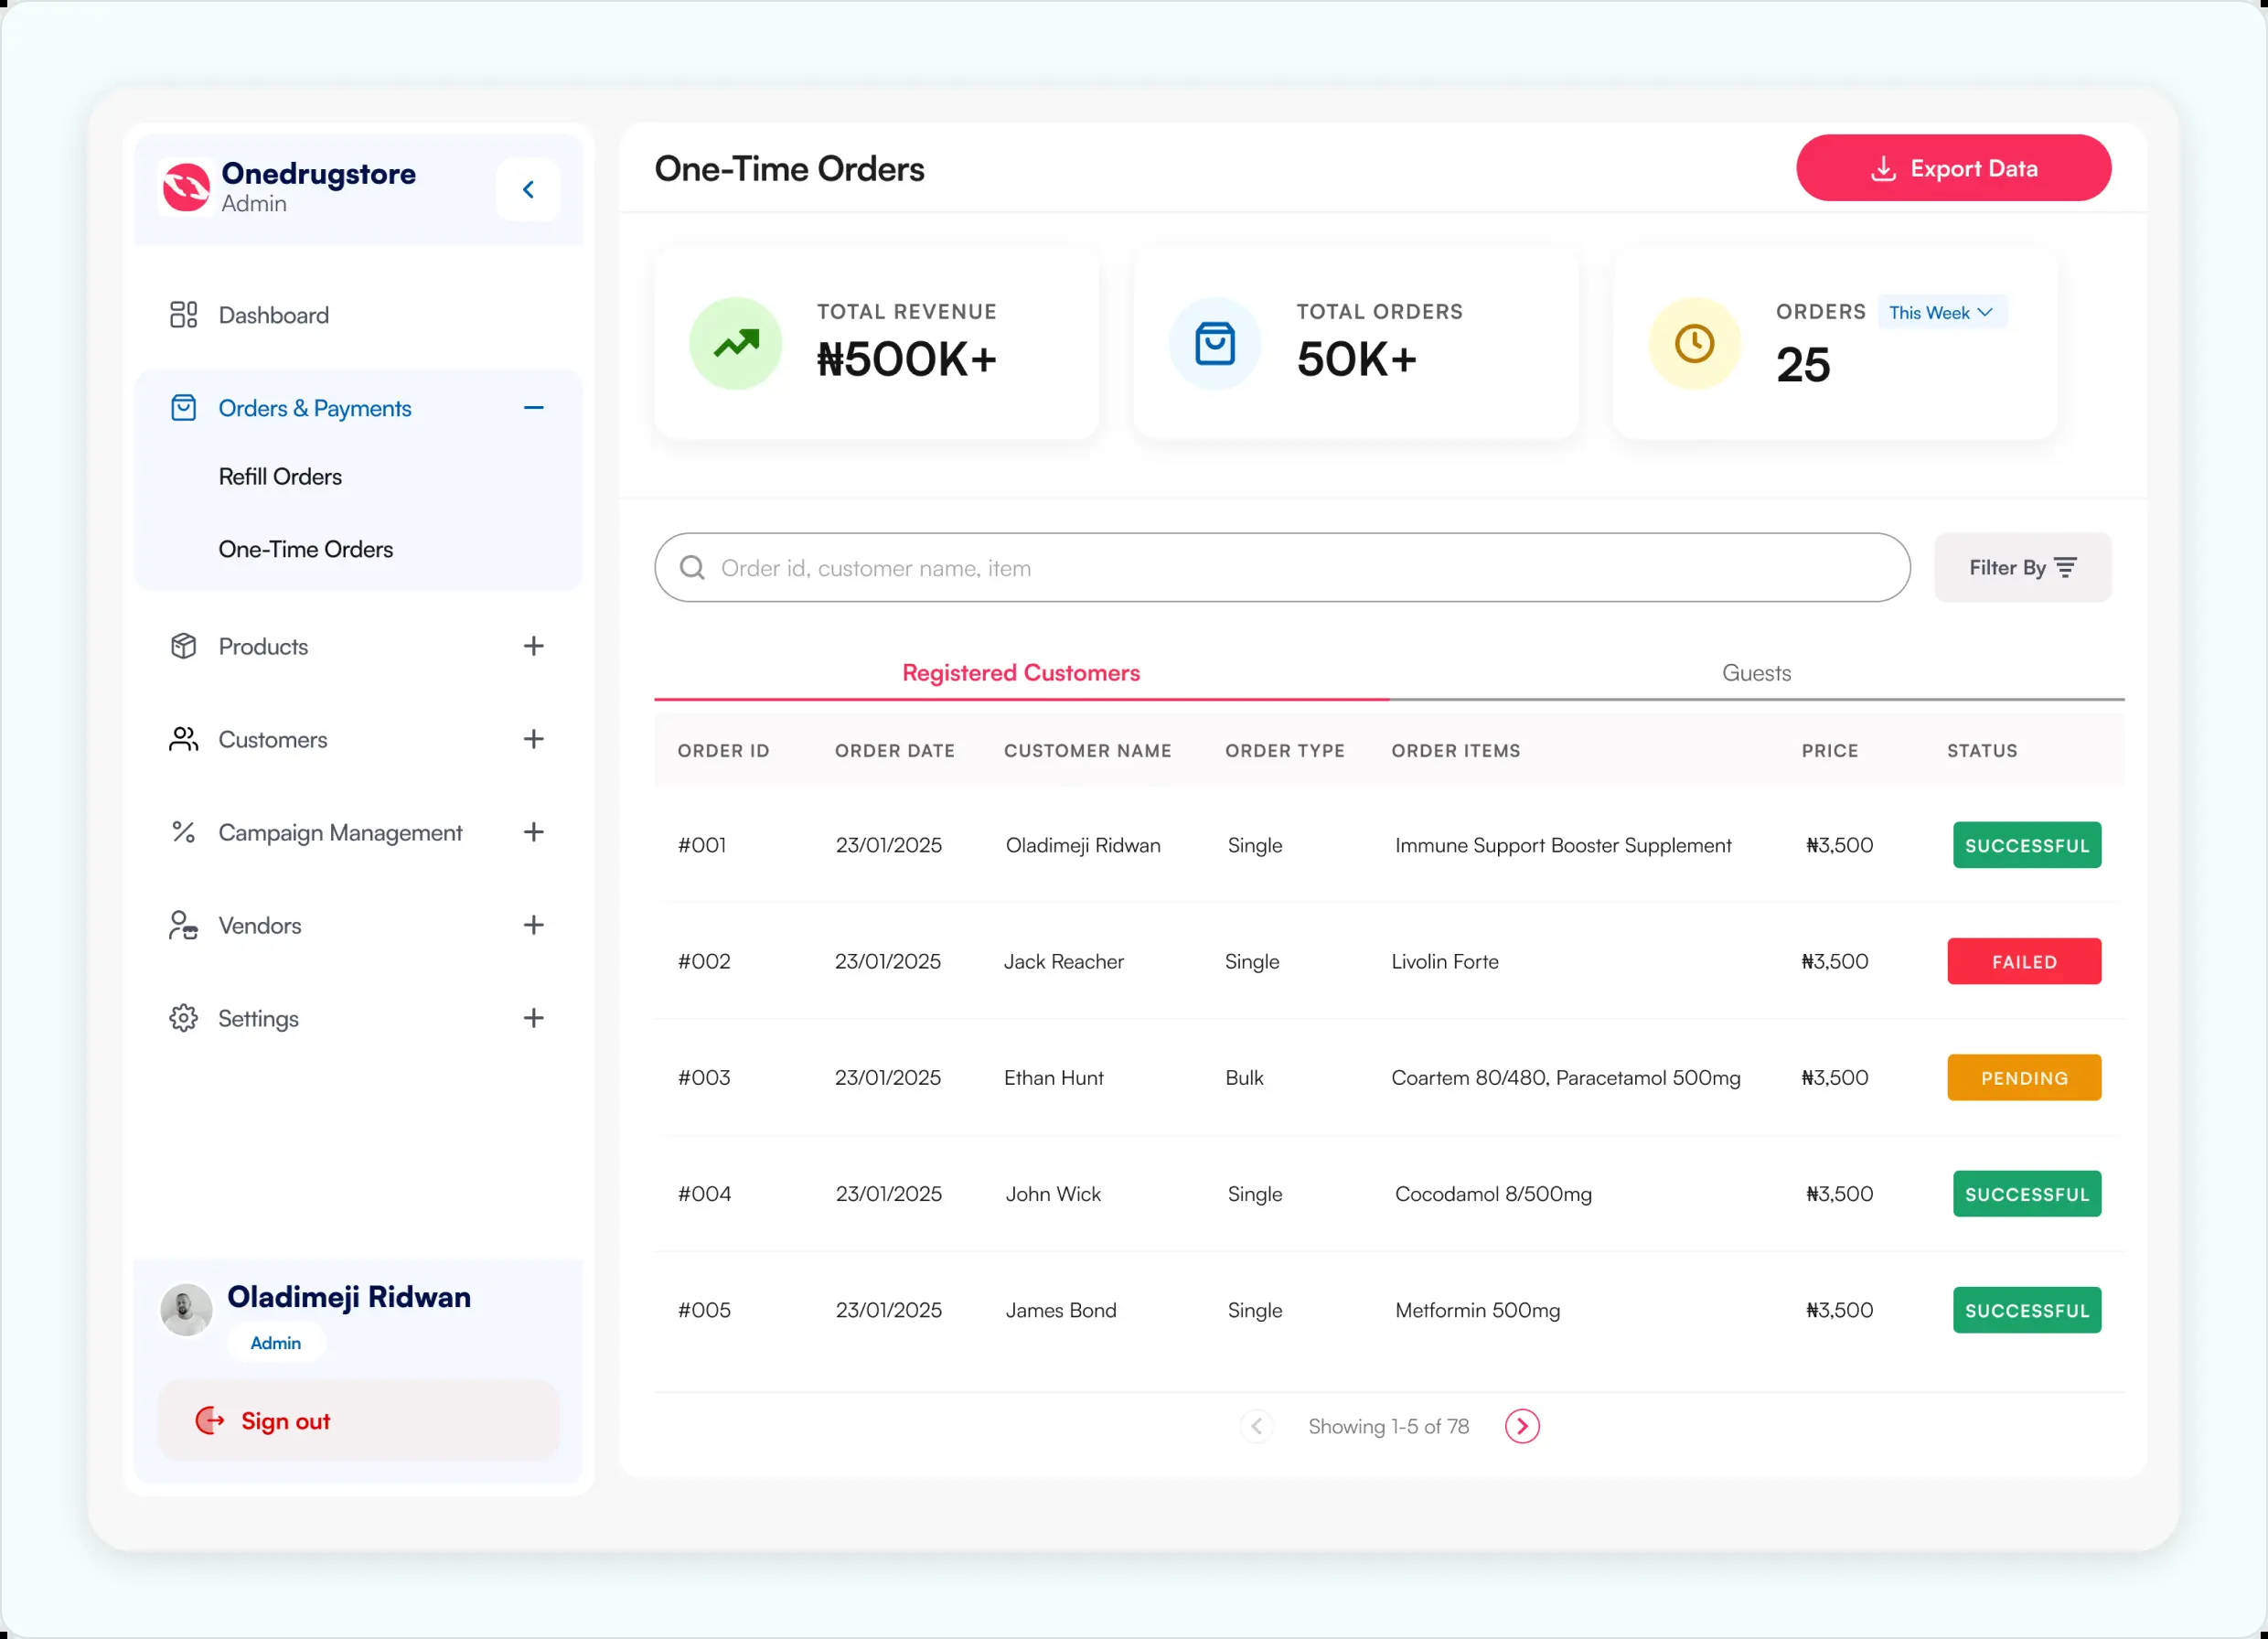 Onedrugstore
Admin
Dashboard
Orders & Payments
Refill Orders
One-Time Orders
Products
Customers
Campaign Management
Vendors
Settings
Oladimeji Ridwan
Admin
Sign out
One-Time Orders
Export Data
TOTAL REVENUE
₦500K+
TOTAL ORDERS
50K+
ORDERS This Week
25
Order id, customer name, item
Filter By
Registered Customers Guests
ORDER ID ORDER DATE CUSTOMER NAME ORDER TYPE ORDER ITEMS PRICE STATUS
#001 23/01/2025 Oladimeji Ridwan Single Immune Support Booster Supplement ₦3,500 SUCCESSFUL
#002 23/01/2025 Jack Reacher Single Livolin Forte ₦3,500 FAILED
#003 23/01/2025 Ethan Hunt Bulk Coartem 80/480, Paracetamol 500mg ₦3,500 PENDING
#004 23/01/2025 John Wick Single Cocodamol 8/500mg ₦3,500 SUCCESSFUL
#005 23/01/2025 James Bond Single Metformin 500mg ₦3,500 SUCCESSFUL
Showing 1-5 of 78